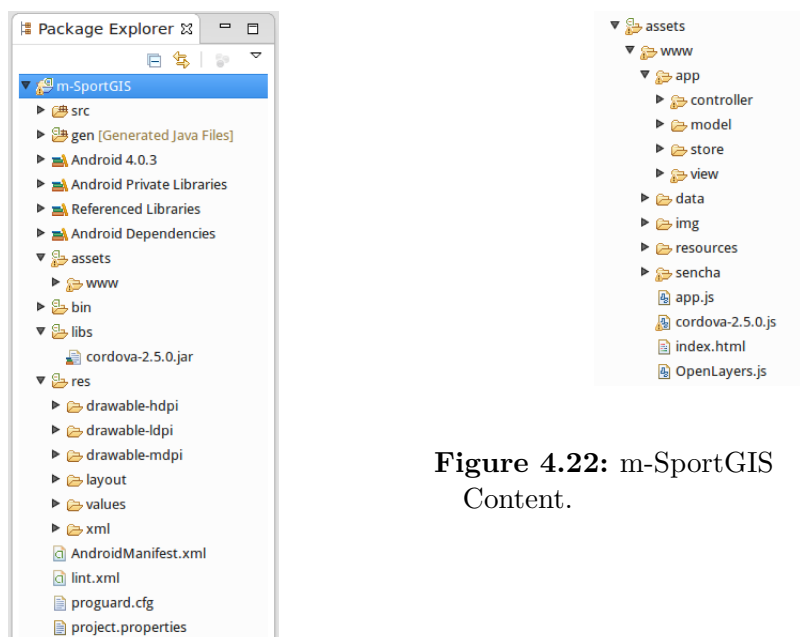 Package Explorer
m-SportGIS
src
gen [Generated Java Files]
Android 4.0.3
Android Private Libraries
Referenced Libraries
Android Dependencies
assets
www
bin
libs
cordova-2.5.0.jar
res
drawable-hdpi
drawable-ldpi
drawable-mdpi
layout
values
xml
AndroidManifest.xml
lint.xml
proguard.cfg
project.properties
assets
www
app
controller
model
store
view
data
img
resources
sencha
app.js
cordova-2.5.0.js
index.html
OpenLayers.js
Figure 4.22: m-SportGIS
Content.